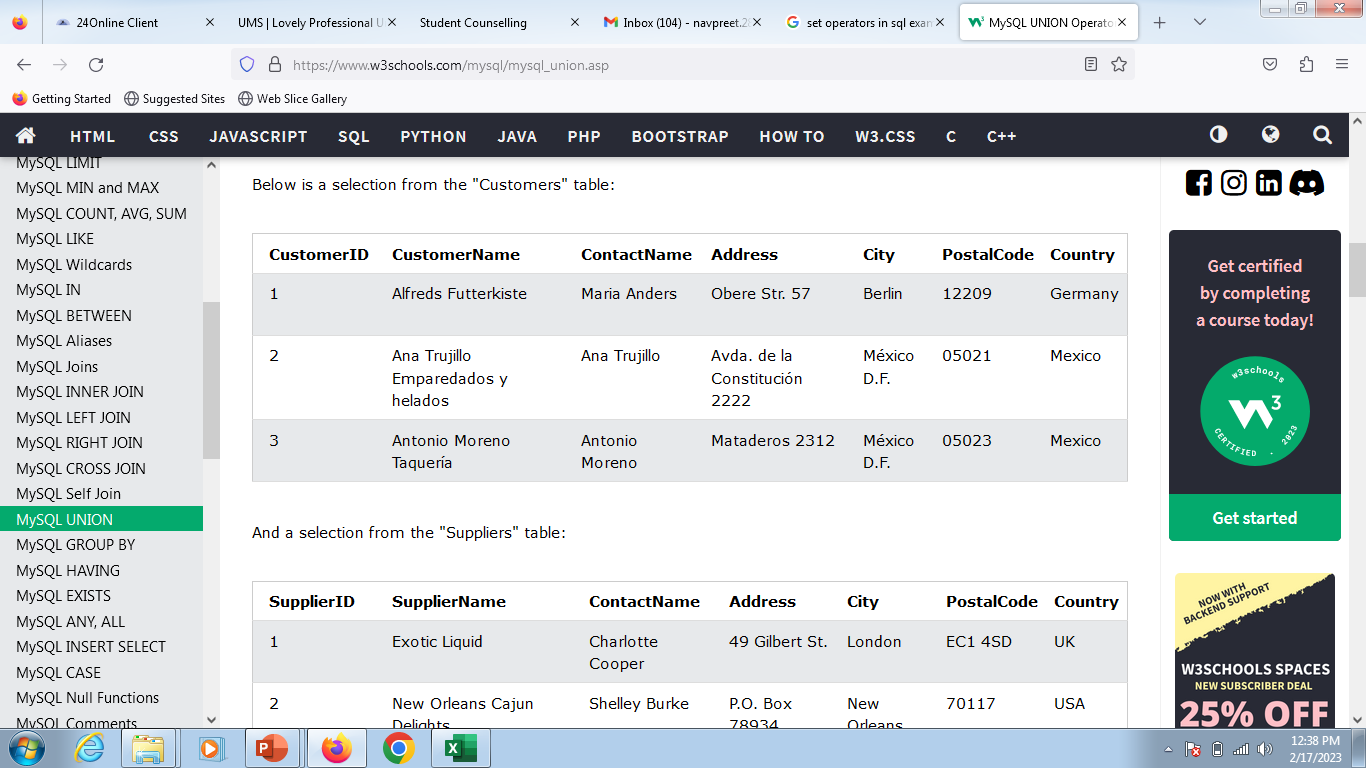 24Online Client
UMS | Lovely Professional U
Student Counselling
Inbox (104) - navpreet.2
set operators in sql exam
MySQL UNION Operato
https://www.w3schools.com/mysql/mysql_union.asp
Getting Started Suggested Sites Web Slice Gallery
HTML CSS JAVASCRIPT SQL PYTHON JAVA PHP BOOTSTRAP HOW TO W3.CSS C C++
MySQL LIMIT
MySQL MIN and MAX
MySQL COUNT, AVG, SUM
MySQL LIKE
MySQL Wildcards
MySQL IN
MySQL BETWEEN
MySQL Aliases
MySQL Joins
MySQL INNER JOIN
MySQL LEFT JOIN
MySQL RIGHT JOIN
MySQL CROSS JOIN
MySQL Self Join
MySQL UNION
MySQL GROUP BY
MySQL HAVING
MySQL EXISTS
MySQL ANY, ALL
MySQL INSERT SELECT
MySQL CASE
MySQL Null Functions
MySQL Comments
Below is a selection from the "Customers" table:
CustomerID CustomerName ContactName Address City PostalCode Country
1 Alfreds Futterkiste Maria Anders Obere Str. 57 Berlin 12209 Germany
2 Ana Trujillo Ana Trujillo Avda. de la México 05021 Mexico
Emparedados y Constitución D.F.
helados 2222
3 Antonio Moreno Antonio Mataderos 2312 México 05023 Mexico
Taquería Moreno D.F.
And a selection from the "Suppliers" table:
SupplierID SupplierName ContactName Address City PostalCode Country
1 Exotic Liquid Charlotte 49 Gilbert St. London EC1 4SD UK
Cooper
2 New Orleans Cajun Shelley Burke P.O. Box New 70117 USA
Delights 78934 Orleans
Get certified
by completing
a course today!
w3schools
3
CERTIFIED . 2023
Get started
NOW WITH
BACKEND SUPPORT
W3SCHOOLS SPACES
NEW SUBSCRIBER DEAL
25% OFF
12:38 PM
2/17/2023